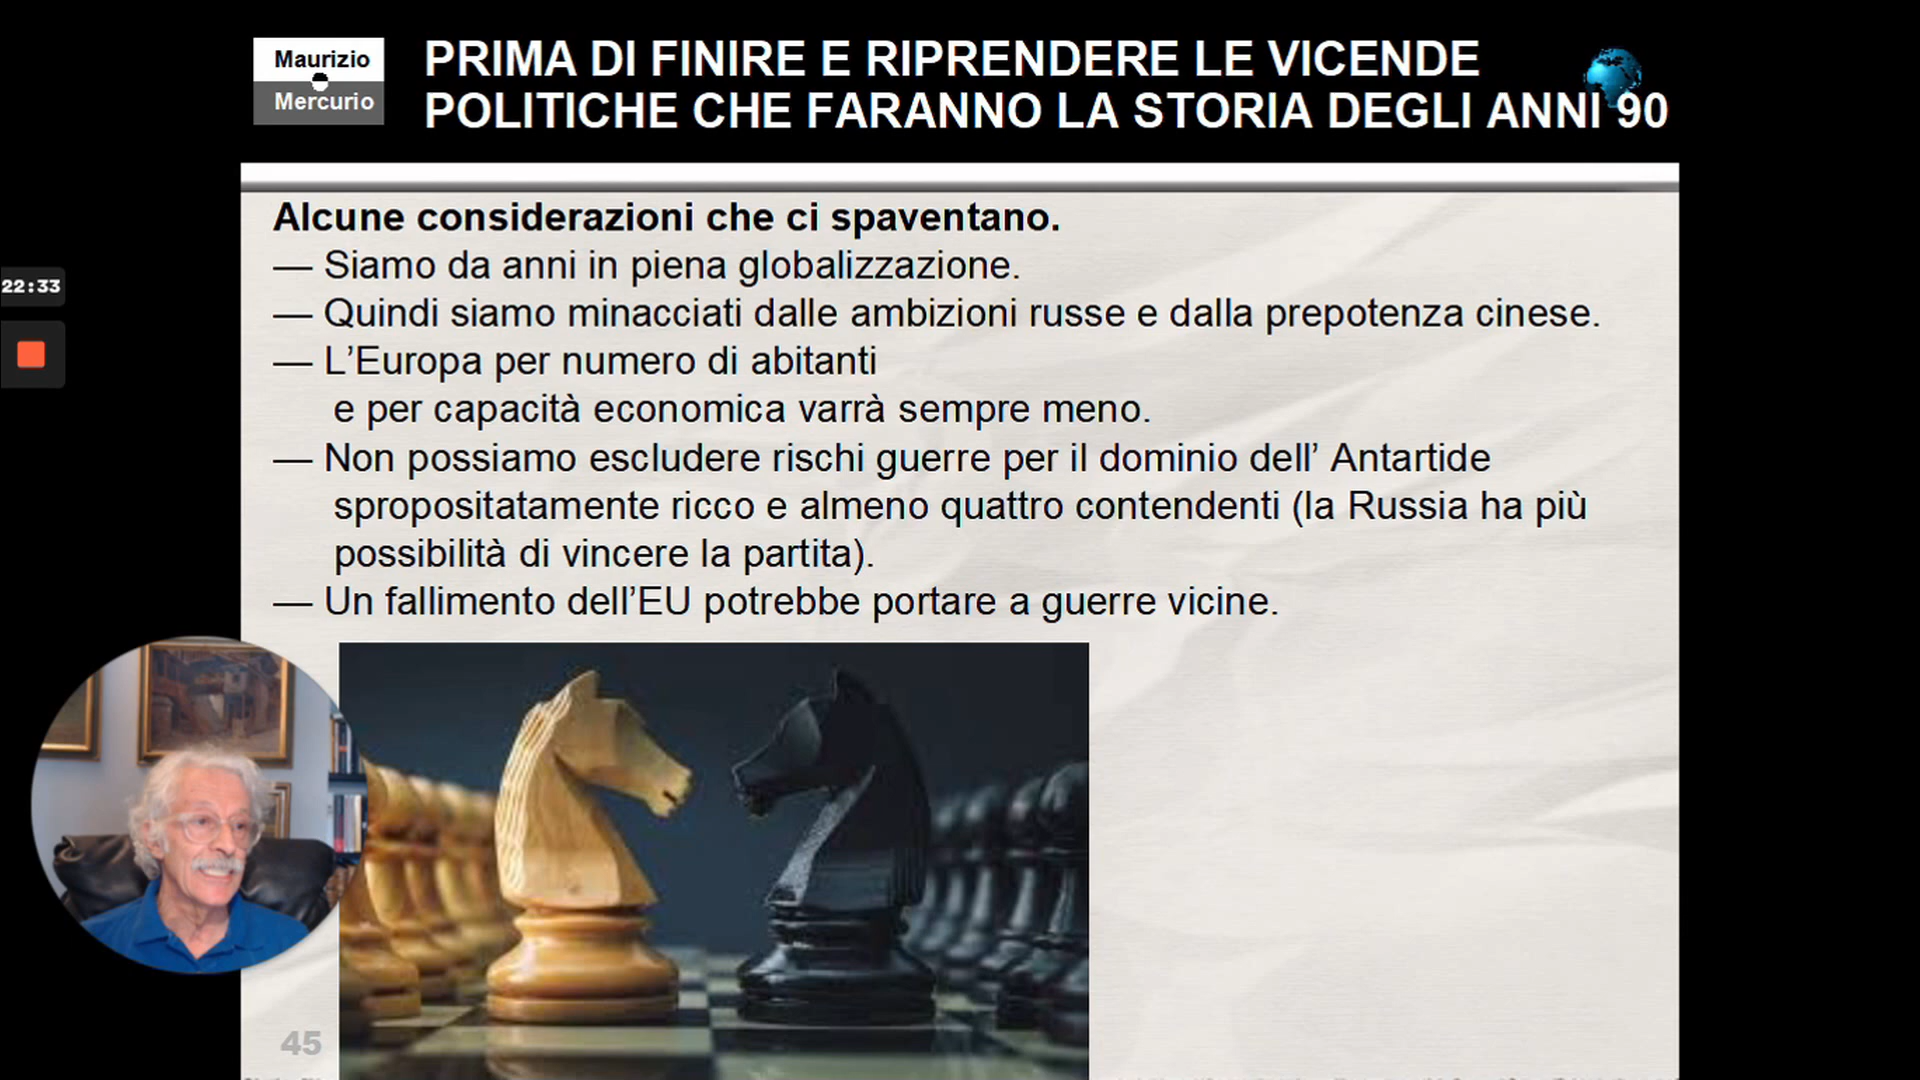 Maurizio
Mercurio
PRIMA DI FINIRE E RIPRENDERE LE VICENDE
POLITICHE CHE FARANNO LA STORIA DEGLI ANNI 90
Alcune considerazioni che ci spaventano.
— Siamo da anni in piena globalizzazione.
— Quindi siamo minacciati dalle ambizioni russe e dalla prepotenza cinese.
— L’Europa per numero di abitanti
e per capacità economica varrà sempre meno.
— Non possiamo escludere rischi guerre per il dominio dell’ Antartide
spropositatamente ricco e almeno quattro contendenti (la Russia ha più
possibilità di vincere la partita).
— Un fallimento dell’EU potrebbe portare a guerre vicine.
22:33
45